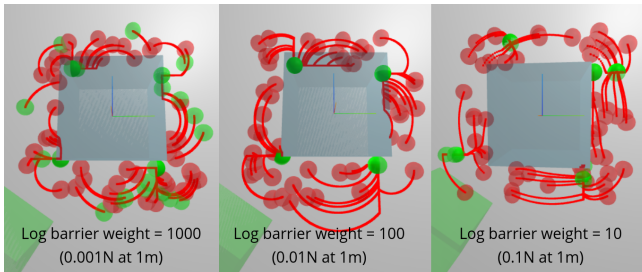 Log barrier weight = 1000
(0.001N at 1m)
Log barrier weight = 100
(0.01N at 1m)
Log barrier weight = 10
(0.1N at 1m)